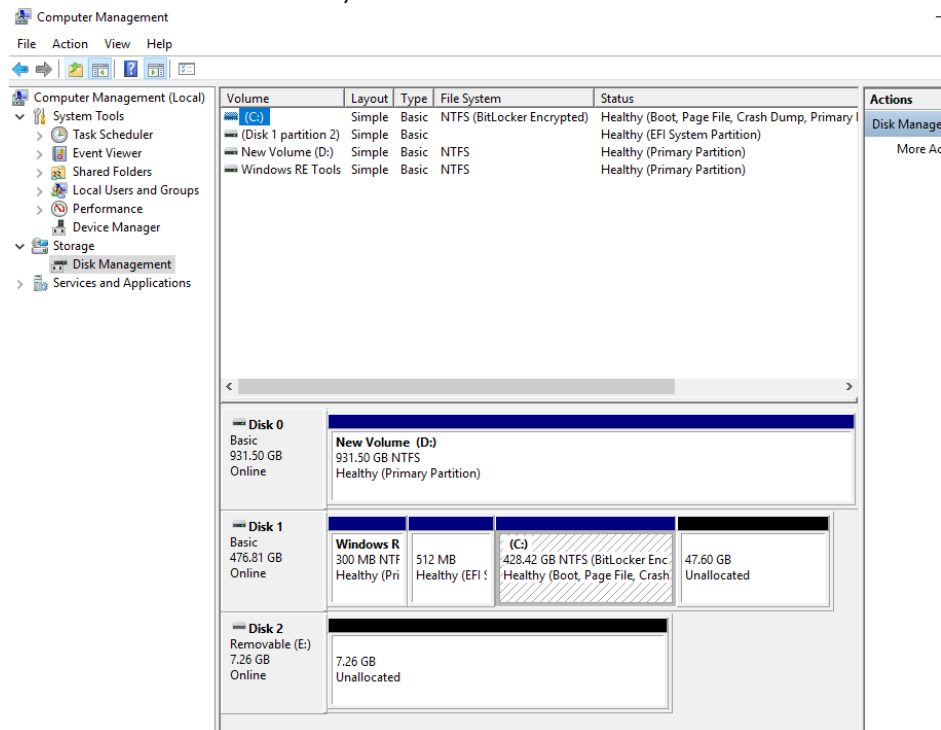 Computer Management
File Action View Help
Computer Management (Local)
System Tools
Task Scheduler
Event Viewer
Shared Folders
Local Users and Groups
Performance
Device Manager
Storage
Disk Management
Services and Applications
Volume Layout Type File System Status
(C:) Simple Basic NTFS (BitLocker Encrypted) Healthy (Boot, Page File, Crash Dump, Primary
(Disk 1 partition 2) Simple Basic Healthy (EFI System Partition)
New Volume (D:) Simple Basic NTFS Healthy (Primary Partition)
Windows RE Tools Simple Basic NTFS Healthy (Primary Partition)
Actions
Disk Manage
More Ac
Disk 0
Basic
931.50 GB
Online
New Volume (D:)
931.50 GB NTFS
Healthy (Primary Partition)
Disk 1
Basic
476.81 GB
Online
Windows R
300 MB NTF
Healthy (Pri
512 MB
Healthy (EFI S
(C:)
428.42 GB NTFS (BitLocker Enc
Healthy (Boot, Page File, Crash
47.60 GB
Unallocated
Disk 2
Removable (E:)
7.26 GB
Online
7.26 GB
Unallocated